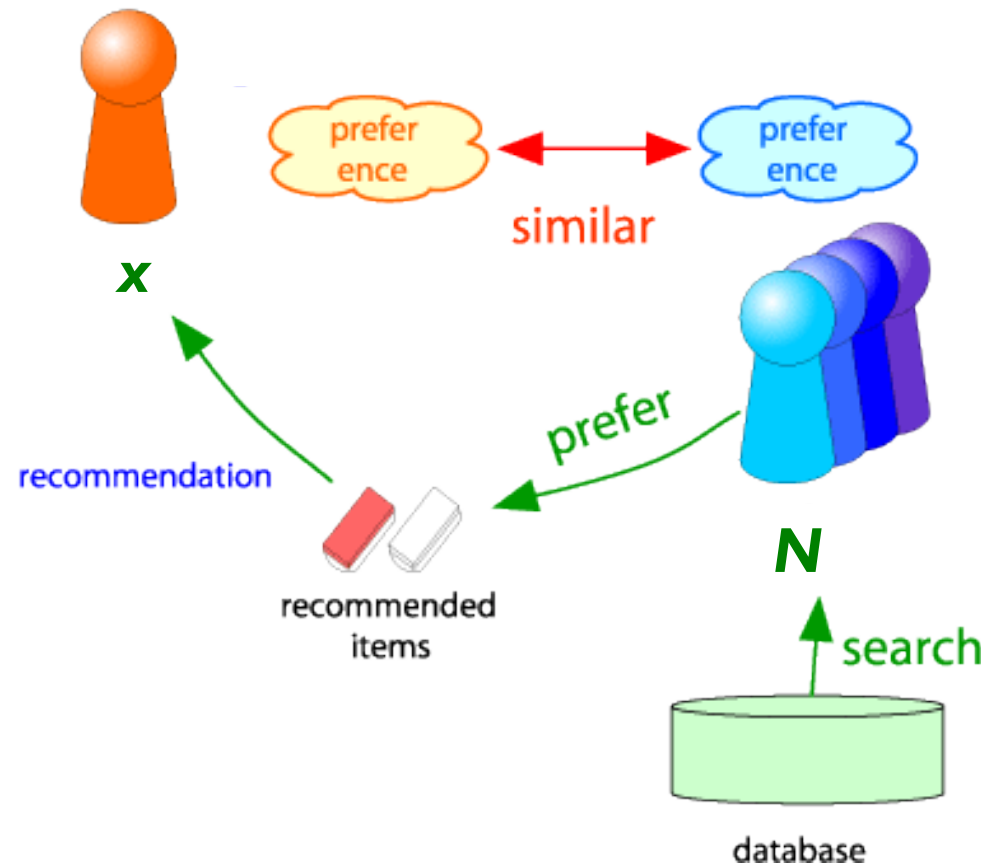 prefer
ence
prefer
ence
similar
x
prefer
recommendation
N
recommended
items
search
database